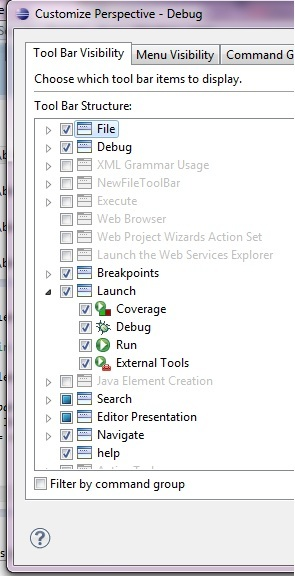 Customize Perspective - Debug
Tool Bar Visibility Menu Visibility Command G
Choose which tool bar items to display.
Tool Bar Structure:
File
Debug
XML Grammar Usage
NewFileToolBar
Execute
Web Browser
Web Project Wizards Action Set
Launch the Web Services Explorer
Breakpoints
Launch
Coverage
Debug
Run
External Tools
Java Element Creation
Search
Editor Presentation
Navigate
help
Filter by command group
?